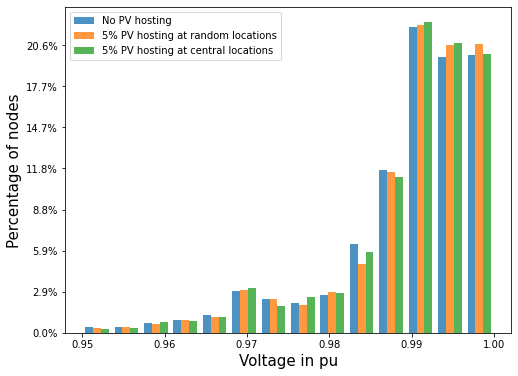 No PV hosting
5% PV hosting at random locations
5% PV hosting at central locations
Percentage of nodes
20.6%
17.7%
14.7%
11.8%
8.8%
5.9%
2.9%
0.0%
0.95 0.96 0.97 0.98 0.99 1.00
Voltage in pu